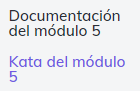 Documentación
del módulo 5
Kata del módulo
5